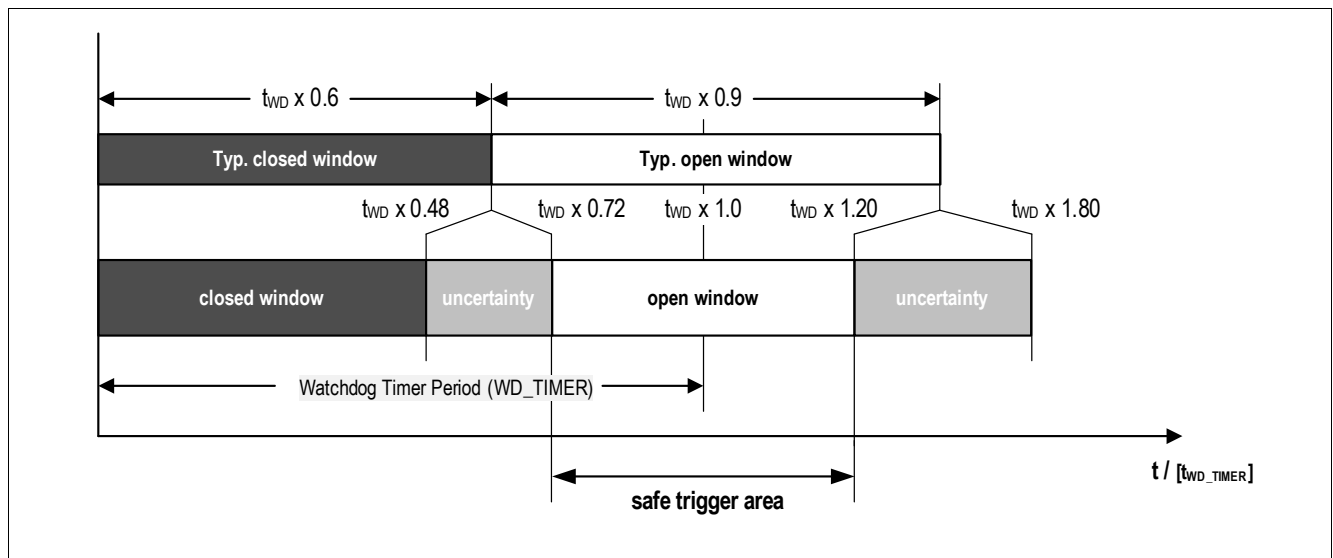 tWD x 0.6
tWD x 0.9
Typ. closed window
Typ. open window
tWD x 0.48
tWD x 0.72
tWD x 1.0
tWD x 1.20
tWD x 1.80
closed window
uncertainty
open window
uncertainty
Watchdog Timer Period (WD_TIMER)
t / [tWD_TIMER]
safe trigger area